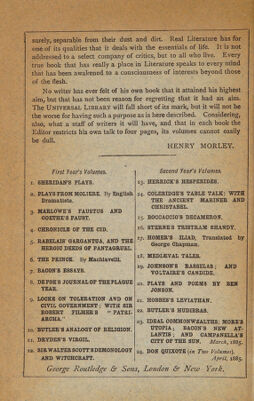 surely, separable from their dust and dirt. Real Literature has for
one of its qualities that it deals with the essentials of life. It is not
addressed to a select company of critics, but to all who live. Every
true book that has really a place in Literature speaks to every mind
that has been awakened to a consciousness of interests beyond those
of the flesh.
No writer has ever felt of his own book that it attained his highest
aim, but that has not been reason for regretting that it had an aim.
The UNIVERSAL LIBRARY will fall short of its mark, but it will not be
the worse for having such a purpose as is here described. Considering,
also, what a staff of writers it will have, and that in each book the
Editor restricts his own talk to four pages, its volumes cannot easily
be dull.
HENRY MORLEY.
First Year's Volumes.
1. SHERIDAN'S PLAYS.
2. PLAYS FROM MOLIERE. By English
Dramatists.
3. MARLOWE'S FAUSTUS AND
GOETHE'S FAUST.
4. CHRONICLE OF THE CID.
5. RABELAIS' GARGANTUA, AND THE
HEROIC DEEDS OF PANTAGRUEL.
6. THE PRINCE. By Machiavelli.
7. BACON'S ESSAYS.
8. DEFOE'S JOURNAL OF THE PLAGUE
YEAR.
9. LOCKE ON TOLERATION AND ON
CIVIL GOVERNMENT; WITH SIR
ROBERT FILMER'S "PATRI-
ARCHA."
10. BUTLER'S ANALOGY OF RELIGION.
11. DRYDEN'S VIRGIL.
12. SIR WALTER SCOTT'S DEMONOLOGY
AND WITCHCRAFT.
Second Year's Volumes.
13. HERRICK'S HESPERIDES.
14. COLERIDGE'S TABLE TALK: WITH
THE ANCIENT MARINER AND
CHRISTABEL.
15. BOCCACCIO'S DECAMERON.
16. STERNE'S TRISTRAM SHANDY.
17. HOMER'S ILIAD, Translated by
George Chapman.
18. MEDIÆVAL TALES.
19. JOHNSON'S RASSELAS; AND
VOLTAIRE'S CANDIDE.
20. PLAYS AND POEMS BY BEN
JONSON.
21. HOBBES'S LEVIATHAN.
22. BUTLER'S HUDIBRAS.
23. IDEAL COMMONWEALTHS: MORE'S
UTOPIA; BACON'S NEW AT-
LANTIS; AND CAMPANELLA'S
CITY OF THE SUN. March, 1885.
24. DON QUIXOTE (in Two Volumes).
April, 1885.
George Routledge & Sons, London & New York.